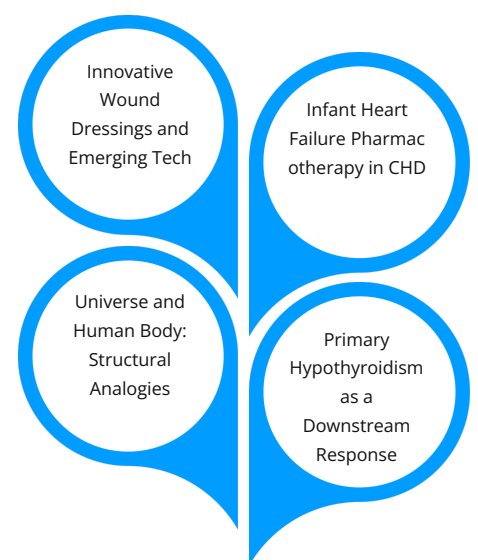 Innovative
Wound
Dressings and
Emerging Tech
Infant Heart
Failure Pharmac
otherapy in CHD
Universe and
Human Body:
Structural
Analogies
Primary
Hypothyroidism
as a
Downstream
Response